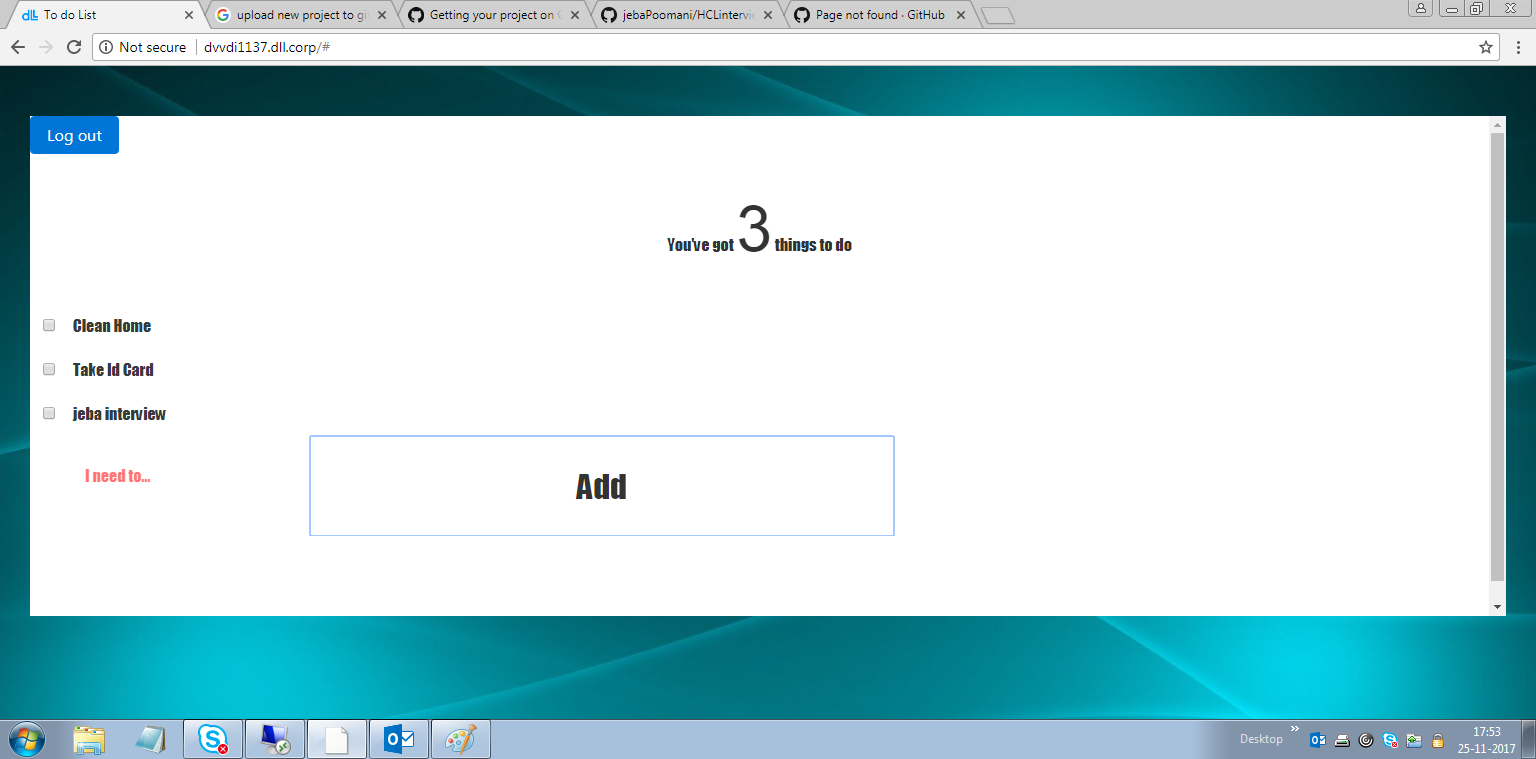 dLL To do List
upload new project to gi
Getting your project on
jebaPoomani/HCLintervi
Page not found · GitHub
Not secure
dvvdi1137.dll.corp/#
Log out
You've got 3 things to do
Clean Home
Take Id Card
jeba interview
I need to...
Add
Desktop
17:53
25-11-2017